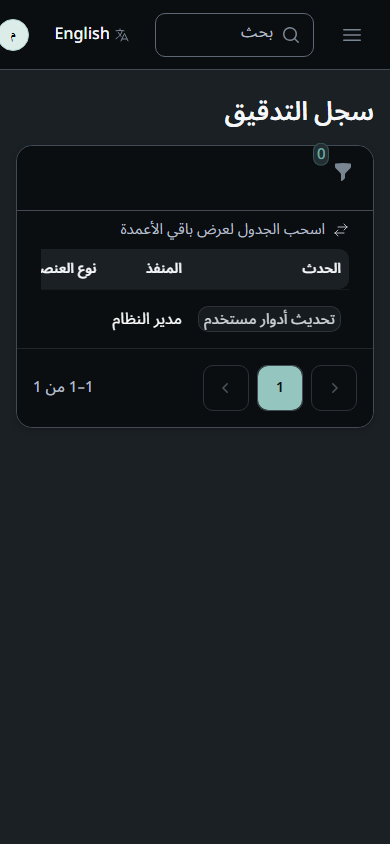 بحث
English
م
سجل التدقيق
0
اسحب الجدول لعرض باقي الأعمدة
الحدث المنفذ نوع العنص
تحديث أدوار مستخدم مدير النظام
1
1–1 من 1